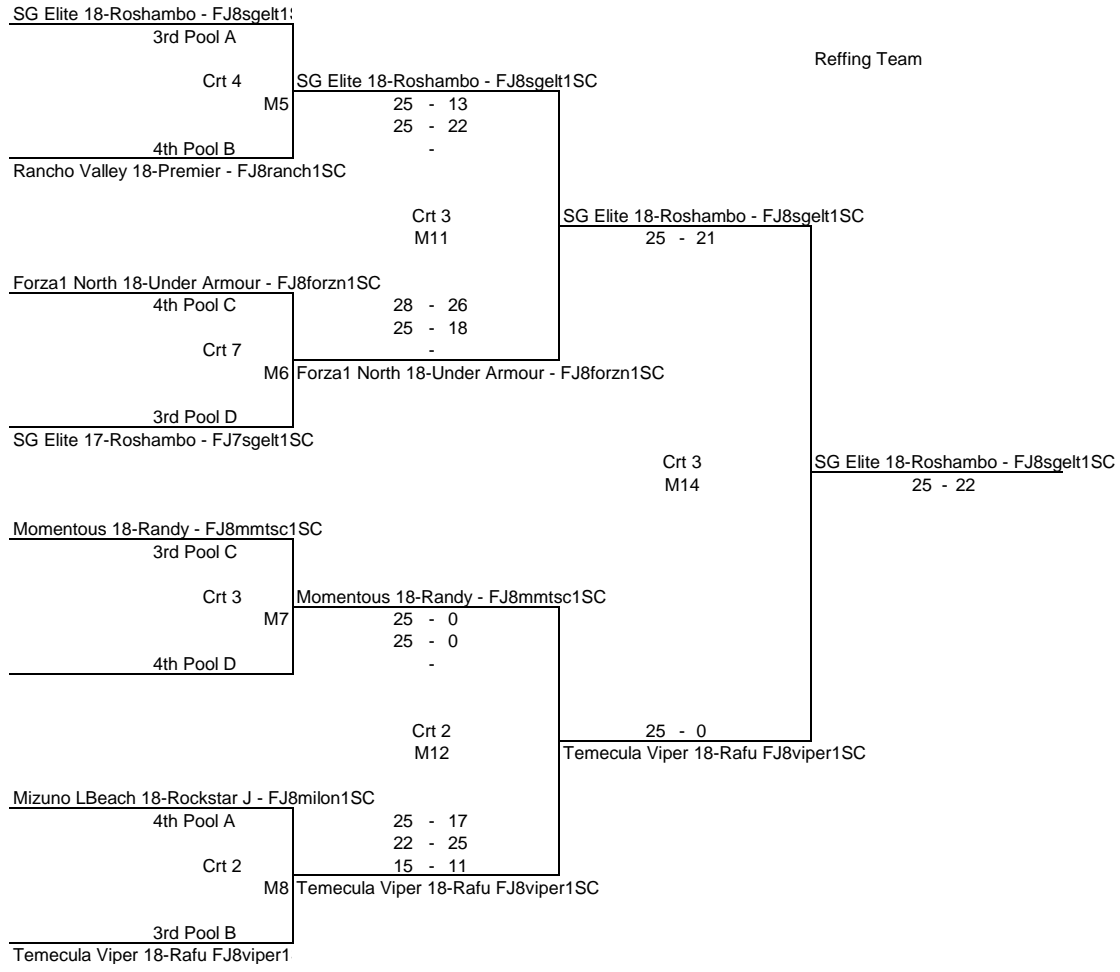 SG Elite 18-Roshambo - FJ8sgelt1
3rd Pool A
Reffing Team
Crt 4
SG Elite 18-Roshambo - FJ8sgelt1SC
M5
25 - 13
25 - 22
4th Pool B
-
Rancho Valley 18-Premier - FJ8ranch1SC
Crt 3
SG Elite 18-Roshambo - FJ8sgelt1SC
M11
25 - 21
Forza1 North 18-Under Armour - FJ8forzn1SC
4th Pool C
28 - 26
25 - 18
Crt 7
-
M6
Forza1 North 18-Under Armour - FJ8forzn1SC
3rd Pool D
SG Elite 17-Roshambo - FJ7sgelt1SC
Crt 3
SG Elite 18-Roshambo - FJ8sgelt1SC
M14
25 - 22
Momentous 18-Randy - FJ8mmtsc1SC
3rd Pool C
Crt 3
Momentous 18-Randy - FJ8mmtsc1SC
M7
25 - 0
25 - 0
4th Pool D
-
Crt 2
25 - 0
M12
Temecula Viper 18-Rafu FJ8viper1SC
Mizuno LBeach 18-Rockstar J - FJ8milon1SC
4th Pool A
25 - 17
22 - 25
Crt 2
15 - 11
M8
Temecula Viper 18-Rafu FJ8viper1SC
3rd Pool B
Temecula Viper 18-Rafu FJ8viper1